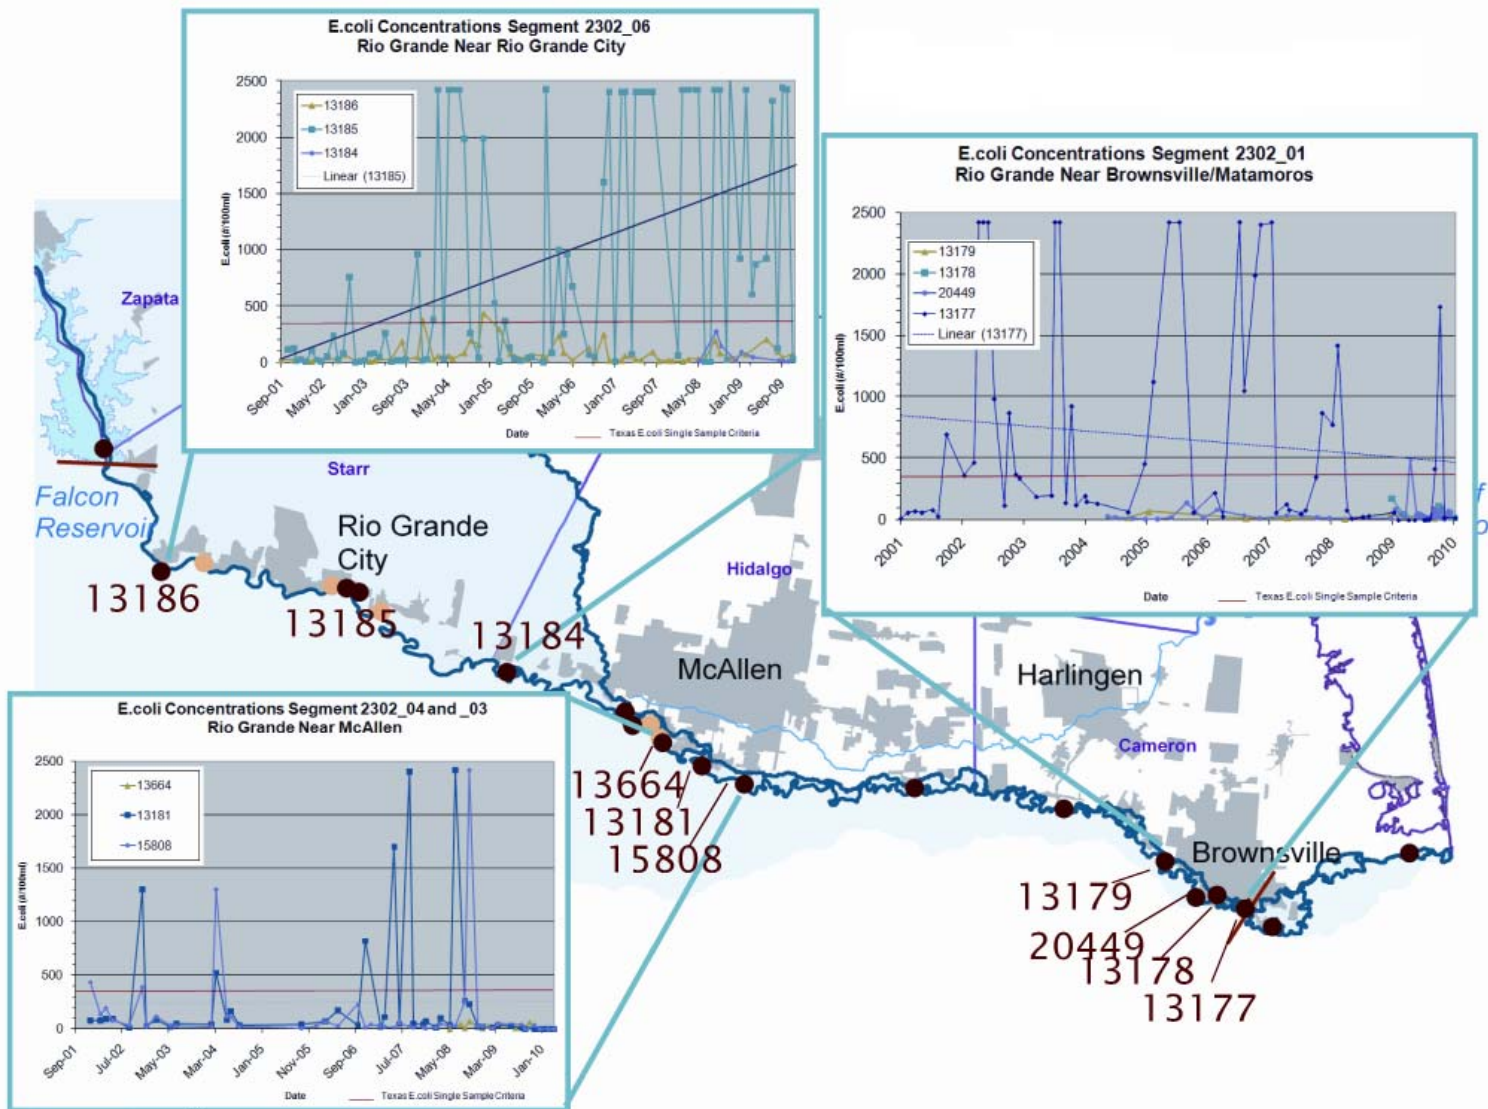 E.coli Concentrations Segment 2302_06
Rio Grande Near Rio Grande City
E.coli (#/100ml)
2500
2000
1500
1000
500
0
13186
13185
13184
Linear (13185)
Sep-01
May-02
Jan-03
Sep-03
May-04
Jan-05
Sep-05
May-06
Jan-07
Sep-07
May-08
Jan-09
Sep-09
Date
Texas E.coli Single Sample Criteria
E.coli Concentrations Segment 2302_01
Rio Grande Near Brownsville/Matamoros
E.coli (#/100ml)
2500
2000
1500
1000
500
0
13179
13178
20449
13177
Linear (13177)
2001
2002
2003
2004
2005
2006
2007
2008
2009
2010
Date
Texas E.coli Single Sample Criteria
Zapata
Starr
Falcon
Reservoir
Rio Grande
City
Hidalgo
13186
13185
13184
McAllen
Harlingen
Cameron
13664
13181
15808
Brownsville
13179
20449
13178
13177
E.coli Concentrations Segment 2302_04 and _03
Rio Grande Near McAllen
E.coli (#/100ml)
2500
2000
1500
1000
500
0
13664
13181
15808
Sep-01
Jul-02
May-03
Mar-04
Jan-05
Nov-05
Sep-06
Jul-07
May-08
Mar-09
Jan-10
Date
Texas E.coli Single Sample Criteria